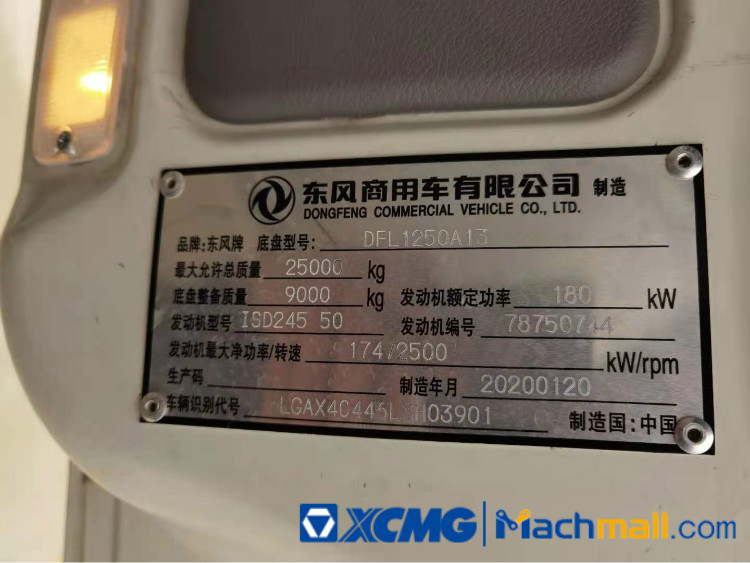 东风商用车有限公司 制造
DONGFENG COMMERCIAL VEHICLE CO., LTD.
品牌:东风牌 底盘型号: DFL1250A13
最大允许总质量 25000 kg
底盘整备质量 9000 kg 发动机额定功率 180 kW
发动机型号 ISD245 50 发动机编号 78750744
发动机最大净功率/转速 174/2500 kW/rpm
生产码 制造年月 20200120
车辆识别代号 制造国:中国
XCMG Machmall.com